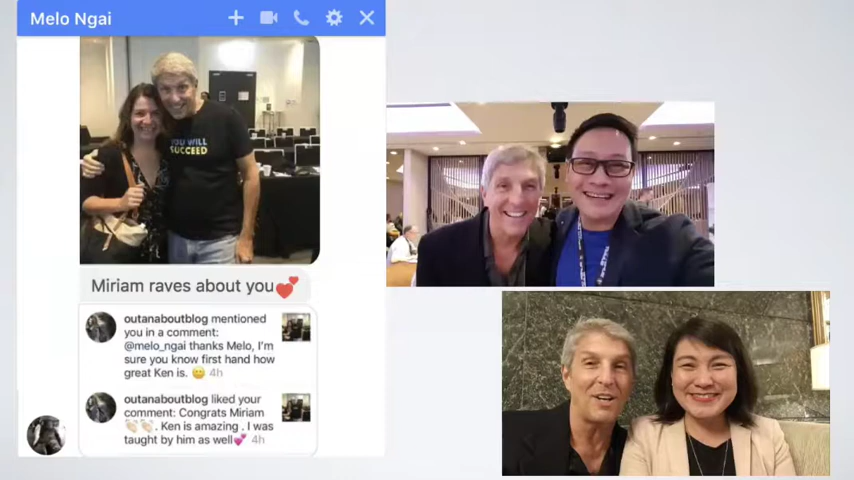 Melo Ngai
YOU WILL
SUCCEED
Miriam raves about you💕
outanaboutblog mentioned
you in a comment:
@melo_ngai thanks Melo, I'm
sure you know first hand how
great Ken is. 🙂 4h
outanaboutblog liked your
comment: Congrats Miriam
👏🏻👏🏻. Ken is amazing . I was
taught by him as well💕 4h